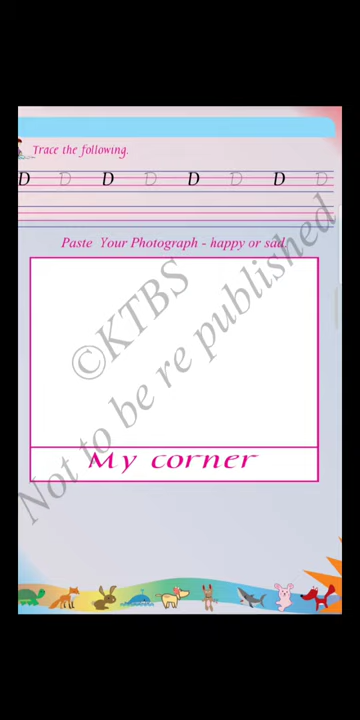 Trace the following.
D D D D D D D D
Paste Your Photograph - happy or sad.
©KTBS
Not to be re published
My corner